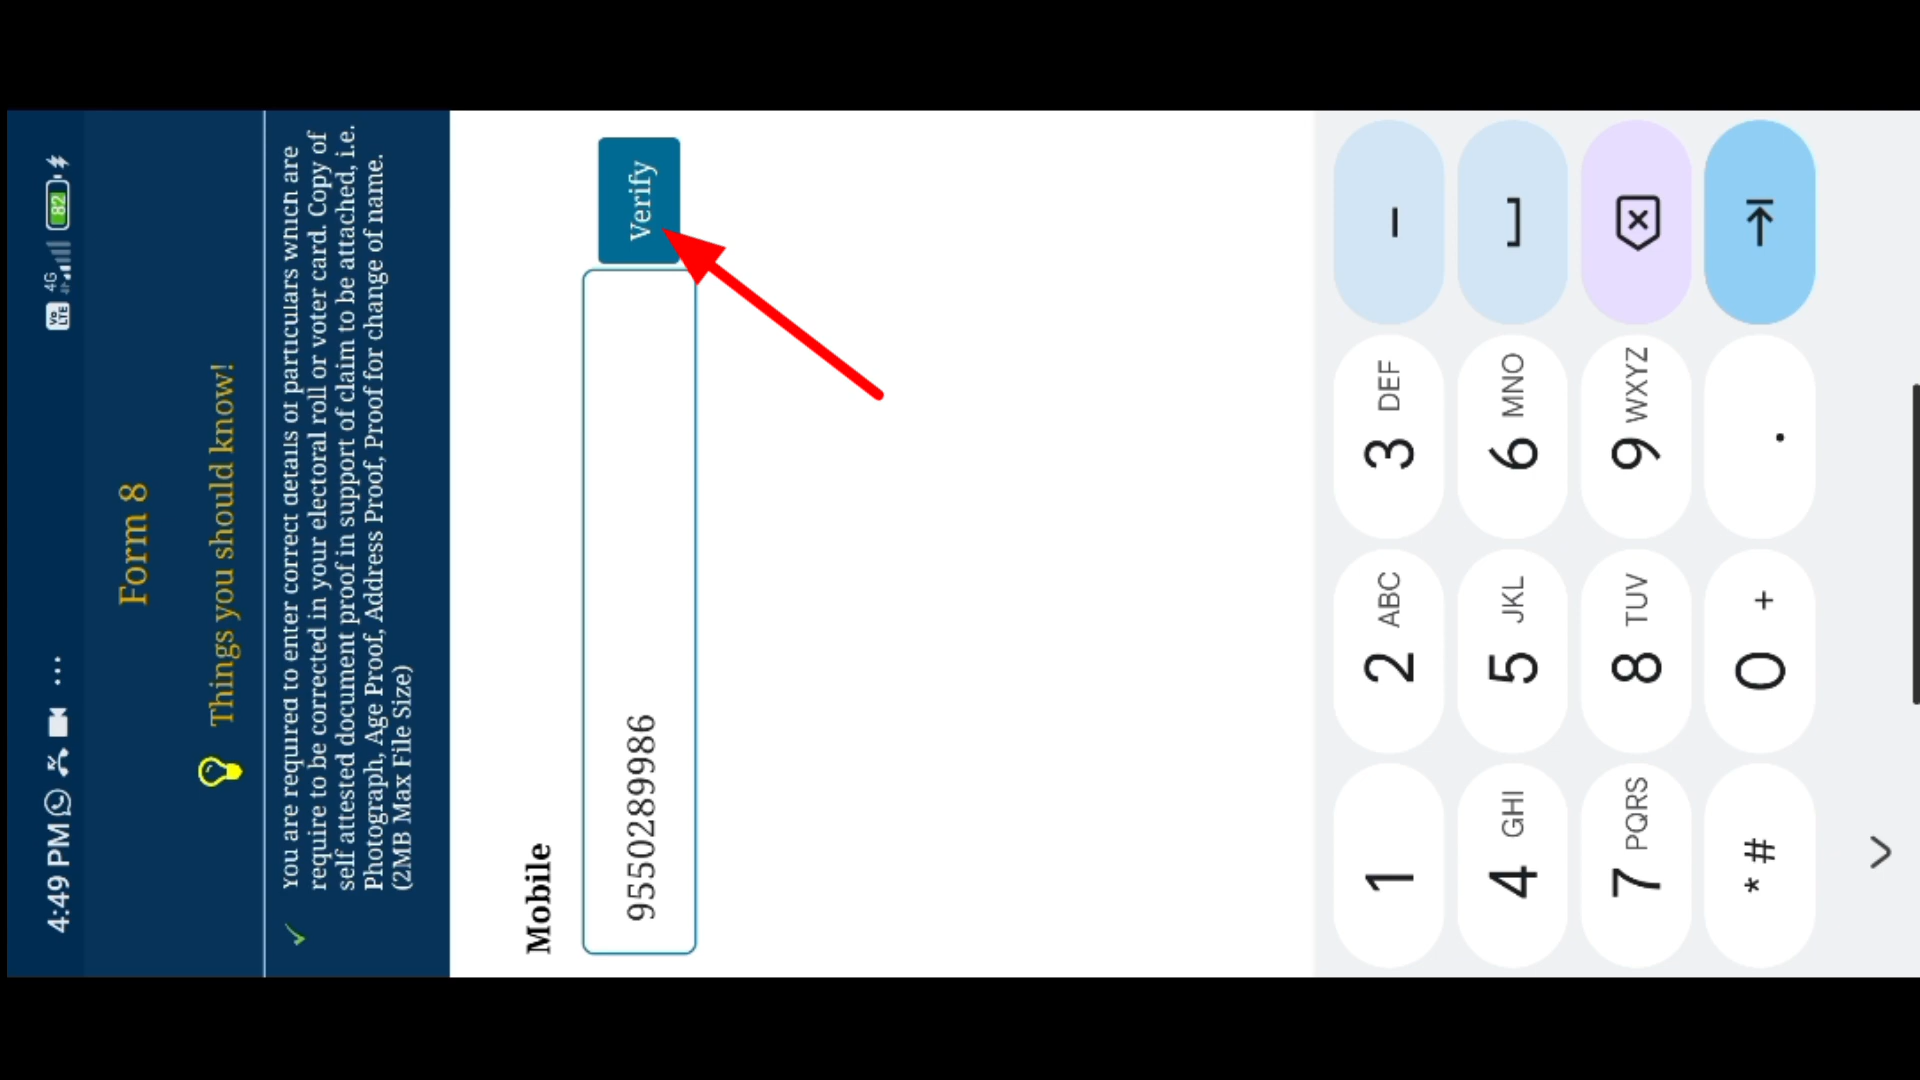 4:49 PM
Vo LTE
4G
82
Form 8
Things you should know!
You are required to enter correct details of particulars which are
require to be corrected in your electoral roll or voter card. Copy of
self attested document proof in support of claim to be attached, i.e.
Photograph, Age Proof, Address Proof, Proof for change of name.
(2MB Max File Size)
Mobile
9550289986
Verify
1
2 ABC
3 DEF
-
4 GHI
5 JKL
6 MNO
7 PQRS
8 TUV
9 WXYZ
* #
0 +
.